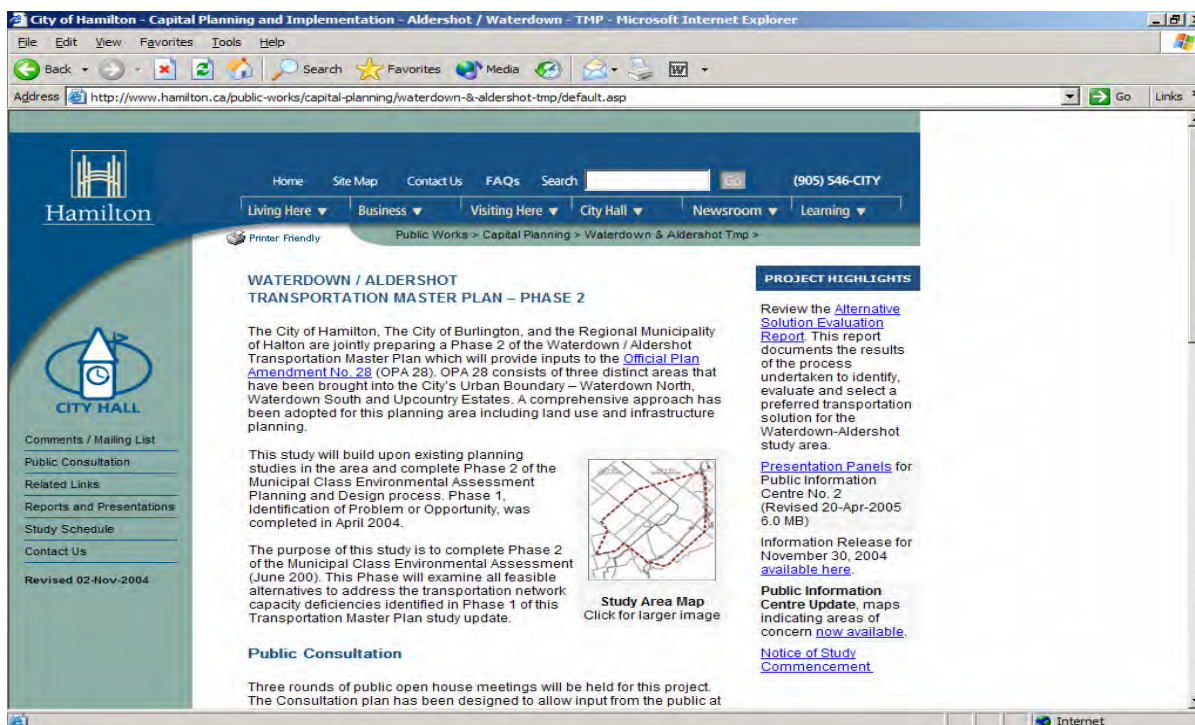 City of Hamilton - Capital Planning and Implementation - Aldershot / Waterdown - TMP - Microsoft Internet Explorer
File Edit View Favorites Tools Help
Back Search Favorites Media
Address http://www.hamilton.ca/public-works/capital-planning/waterdown-&-aldershot-tmp/default.asp Go Links
Home Site Map Contact Us FAQs Search Go (905) 546-CITY
Hamilton
Living Here Business Visiting Here City Hall Newsroom Learning
Printer Friendly
Public Works > Capital Planning > Waterdown & Aldershot Tmp >
CITY HALL
Comments / Mailing List
Public Consultation
Related Links
Reports and Presentations
Study Schedule
Contact Us
Revised 02-Nov-2004
WATERDOWN / ALDERSHOT
TRANSPORTATION MASTER PLAN – PHASE 2
The City of Hamilton, The City of Burlington, and the Regional Municipality
of Halton are jointly preparing a Phase 2 of the Waterdown / Aldershot
Transportation Master Plan which will provide inputs to the Official Plan
Amendment No. 28 (OPA 28). OPA 28 consists of three distinct areas that
have been brought into the City's Urban Boundary – Waterdown North,
Waterdown South and Upcountry Estates. A comprehensive approach has
been adopted for this planning area including land use and infrastructure
planning.
This study will build upon existing planning
studies in the area and complete Phase 2 of the
Municipal Class Environmental Assessment
Planning and Design process. Phase 1,
Identification of Problem or Opportunity, was
completed in April 2004.
The purpose of this study is to complete Phase 2
of the Municipal Class Environmental Assessment
(June 200). This Phase will examine all feasible
alternatives to address the transportation network
capacity deficiencies identified in Phase 1 of this
Transportation Master Plan study update.
Study Area Map
Click for larger image
Public Consultation
Three rounds of public open house meetings will be held for this project.
The Consultation plan has been designed to allow input from the public at
PROJECT HIGHLIGHTS
Review the Alternative
Solution Evaluation
Report. This report
documents the results
of the process
undertaken to identify,
evaluate and select a
preferred transportation
solution for the
Waterdown-Aldershot
study area.
Presentation Panels for
Public Information
Centre No. 2
(Revised 20-Apr-2005
6.0 MB)
Information Release for
November 30, 2004
available here.
Public Information
Centre Update, maps
indicating areas of
concern now available.
Notice of Study
Commencement
Internet